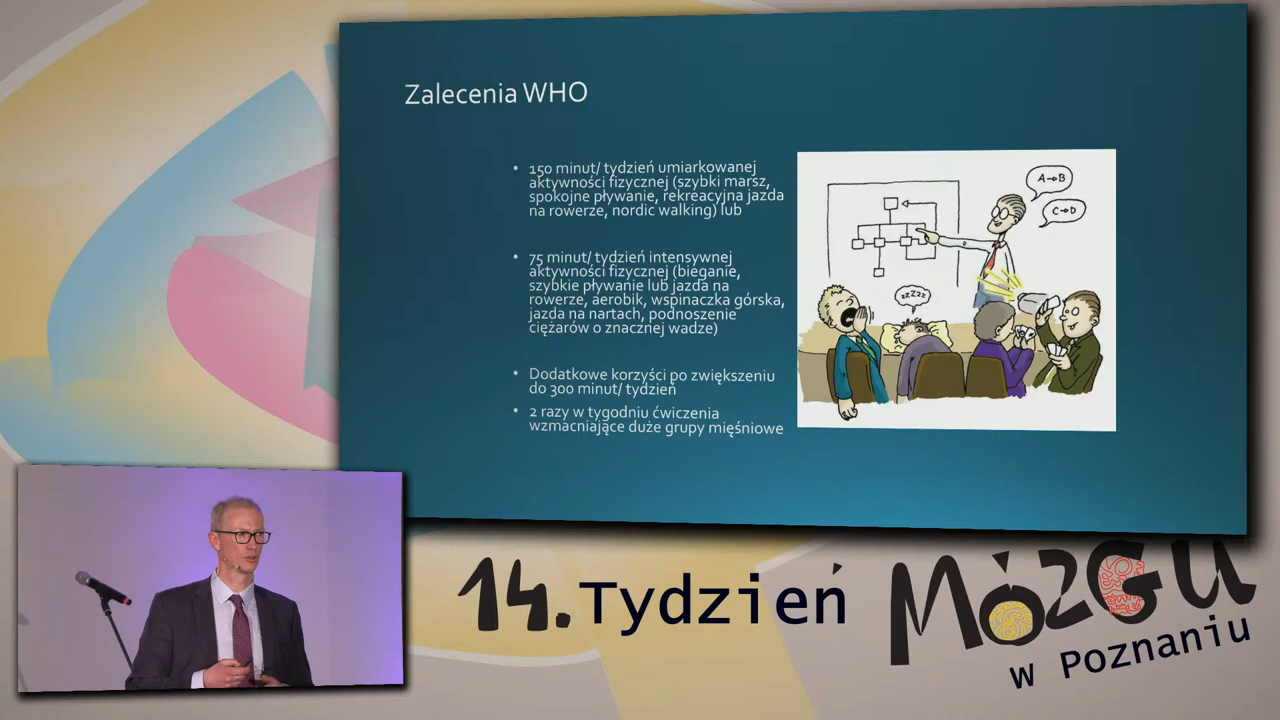 Zalecenia WHO
• 150 minut/ tydzień umiarkowanej
aktywności fizycznej (szybki marsz,
spokojne pływanie, rekreacyjna jazda
na rowerze, nordic walking) lub
• 75 minut/ tydzień intensywnej
aktywności fizycznej (bieganie,
szybkie pływanie lub jazda na
rowerze, aerobik, wspinaczka górska,
jazda na nartach, podnoszenie
ciężarów o znacznej wadze)
• Dodatkowe korzyści po zwiększeniu
do 300 minut/ tydzień
• 2 razy w tygodniu ćwiczenia
wzmacniające duże grupy mięśniowe
A→B
C→D
zzZZZ
14. Tydzień MÓZGU
w Poznaniu